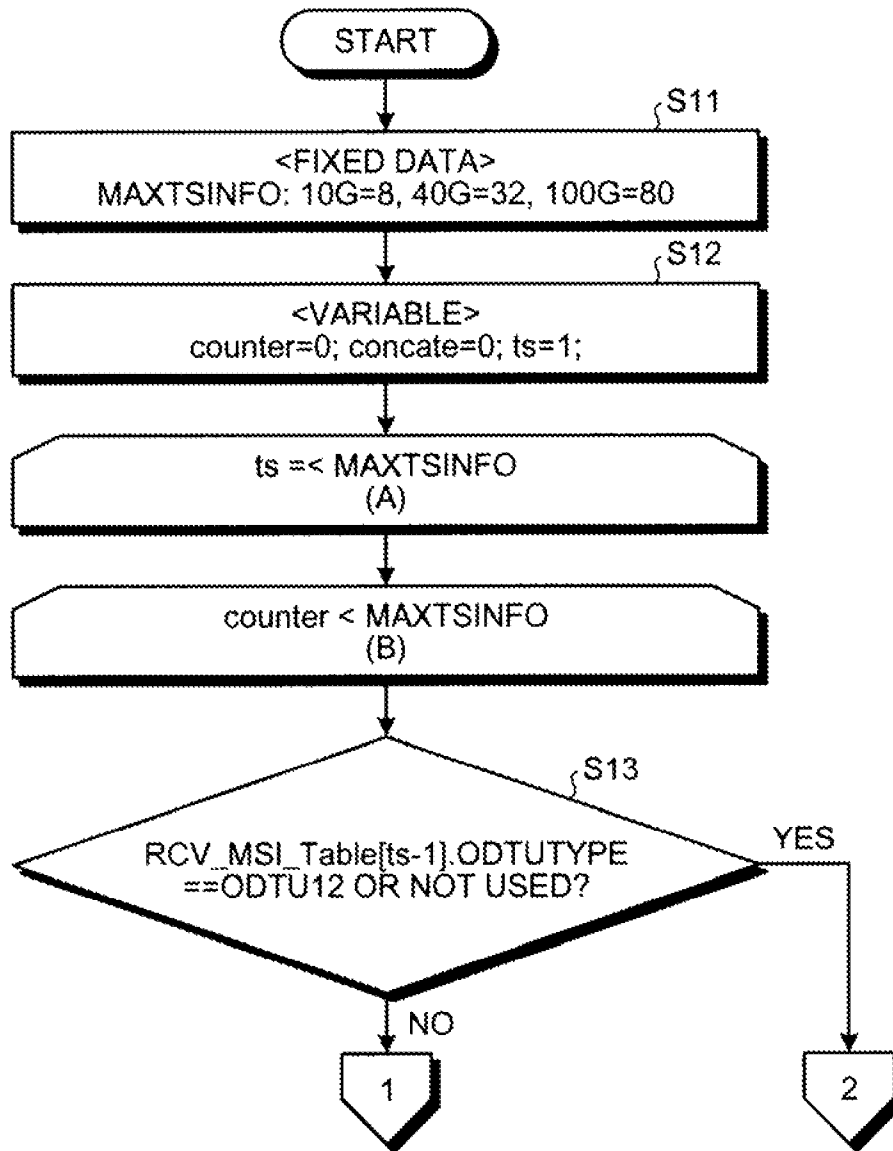 START
S11
<FIXED DATA>
MAXTSINFO: 10G=8, 40G=32, 100G=80
S12
<VARIABLE>
counter=0; concate=0; ts=1;
ts =< MAXTSINFO
(A)
counter < MAXTSINFO
(B)
S13
RCV_MSI_Table[ts-1].ODTUTYPE
==ODTU12 OR NOT USED?
YES
NO
1
2